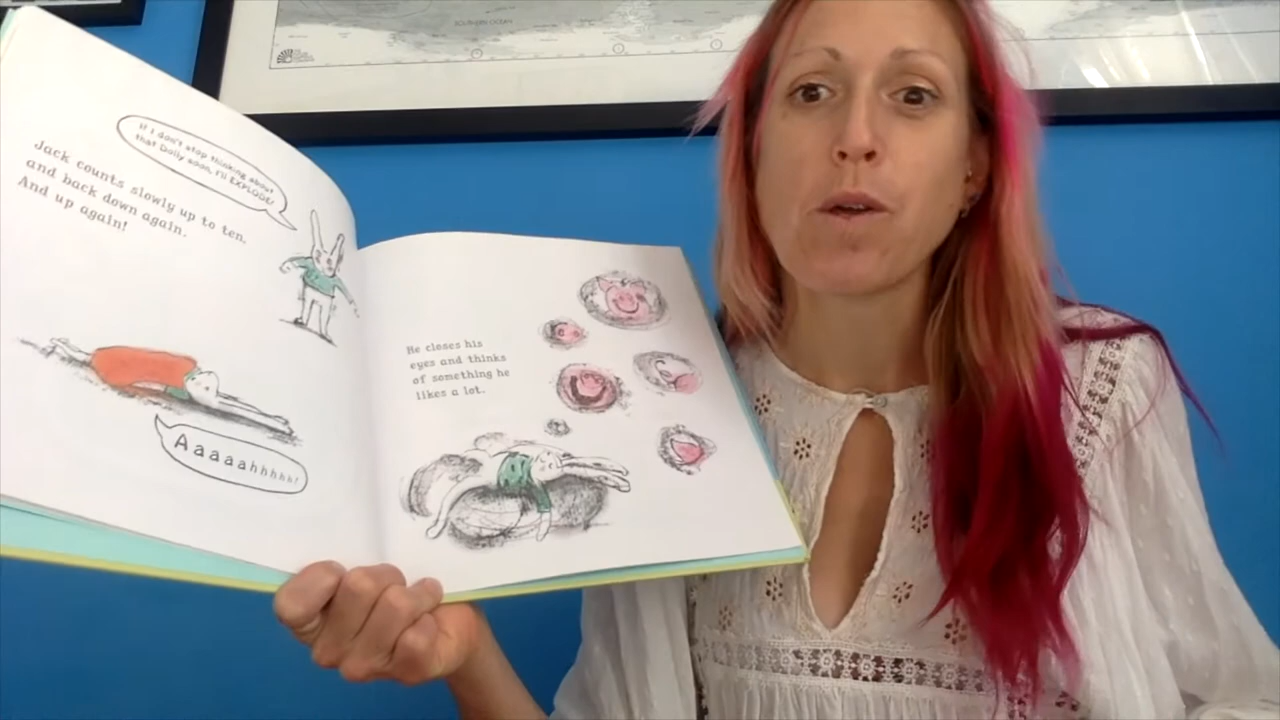 SOUTHERN OCEAN
If I don't stop thinking about
that Dolly soon, I'll EXPLODE!
Jack counts slowly up to ten,
and back down again.
And up again!
Aaaaahhhhh!
He closes his
eyes and thinks
of something he
likes a lot.